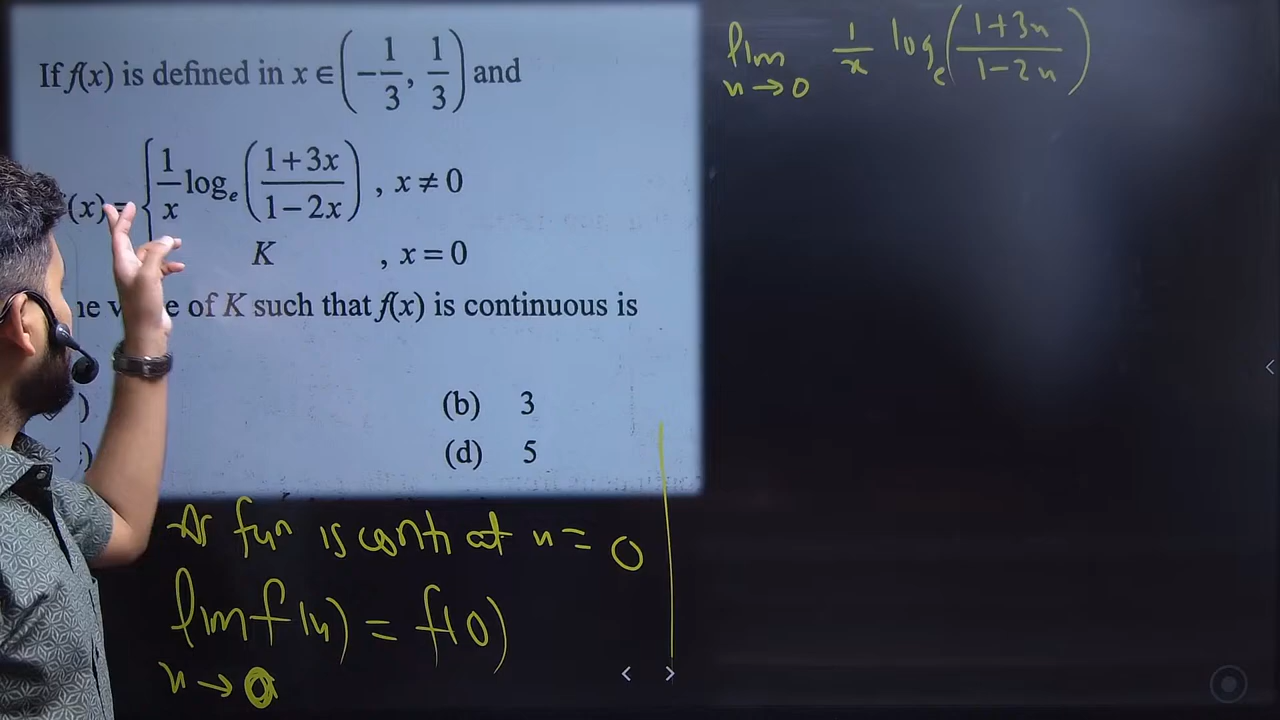 If f(x) is defined in x ∈ (-1/3, 1/3) and
(x) = { 1/x logₑ ((1+3x)/(1-2x)) , x ≠ 0
K , x = 0
of K such that f(x) is continuous is
(b) 3
(d) 5
As fun is conti at x = 0
lim f(x) = f(0)
x → 0
lim 1/x logₑ ((1+3x)/(1-2x))
x → 0